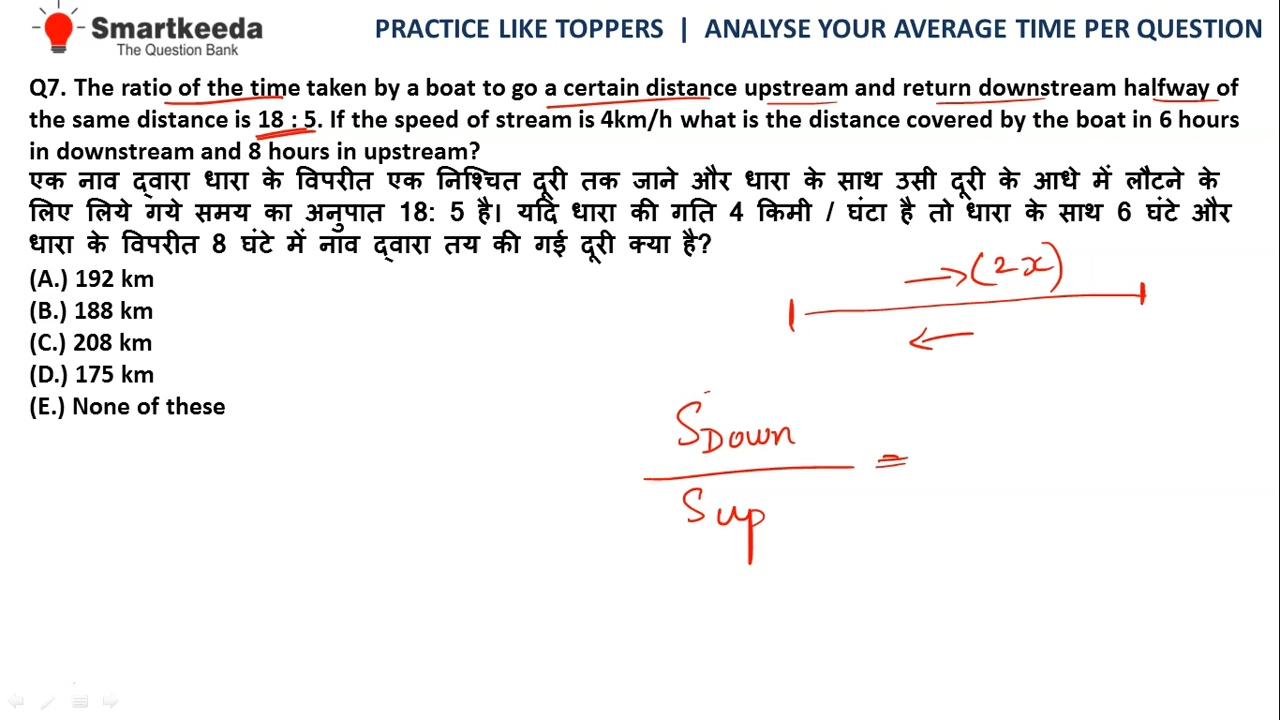 Smartkeeda
The Question Bank
PRACTICE LIKE TOPPERS | ANALYSE YOUR AVERAGE TIME PER QUESTION
Q7. The ratio of the time taken by a boat to go a certain distance upstream and return downstream halfway of
the same distance is 18 : 5. If the speed of stream is 4km/h what is the distance covered by the boat in 6 hours
in downstream and 8 hours in upstream?
एक नाव द्वारा धारा के विपरीत एक निश्चित दूरी तक जाने और धारा के साथ उसी दूरी के आधे में लौटने के
लिए लिये गये समय का अनुपात 18: 5 है। यदि धारा की गति 4 किमी / घंटा है तो धारा के साथ 6 घंटे और
धारा के विपरीत 8 घंटे में नाव द्वारा तय की गई दूरी क्या है?
(A.) 192 km
(B.) 188 km
(C.) 208 km
(D.) 175 km
(E.) None of these
→(2x)
←
SDown
Sup
=